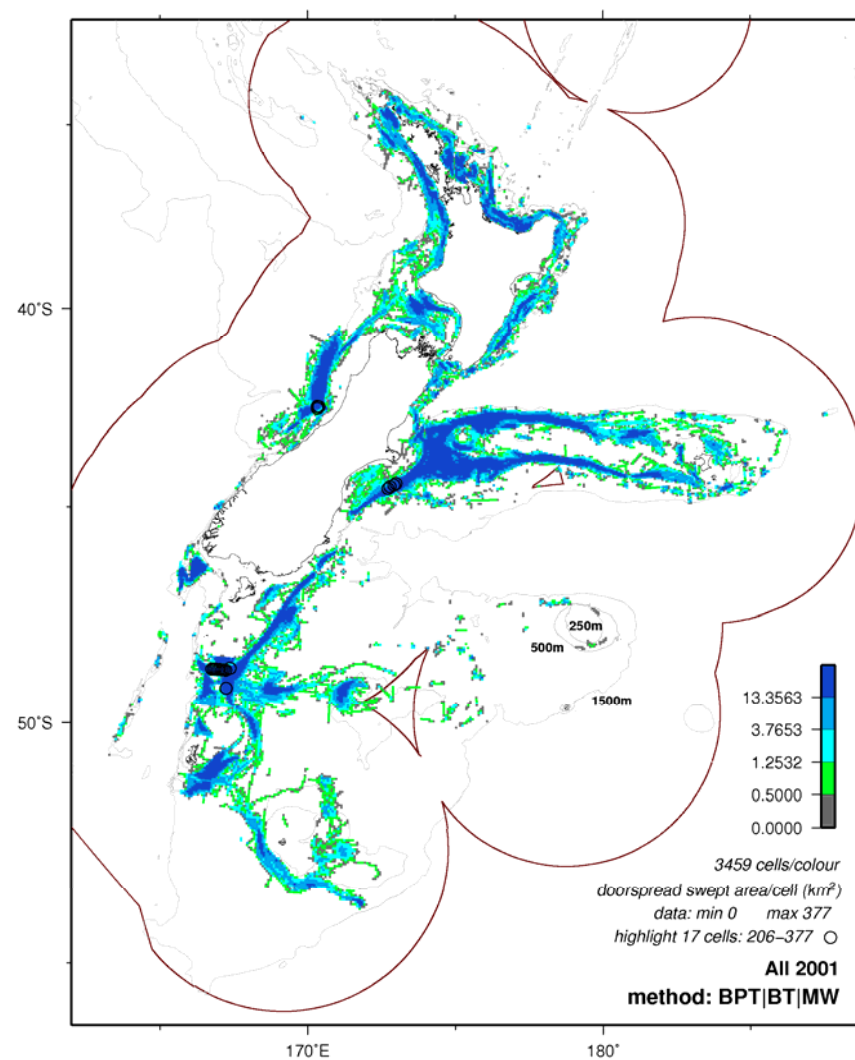 40˚S
250m
500m
1500m
50˚S
13.3563
3.7653
1.2532
0.5000
0.0000
3459 cells/colour
doorspread swept area/cell (km²)
data: min 0 max 377
highlight 17 cells: 206–377
All 2001
method: BPT|BT|MW
170˚E
180˚